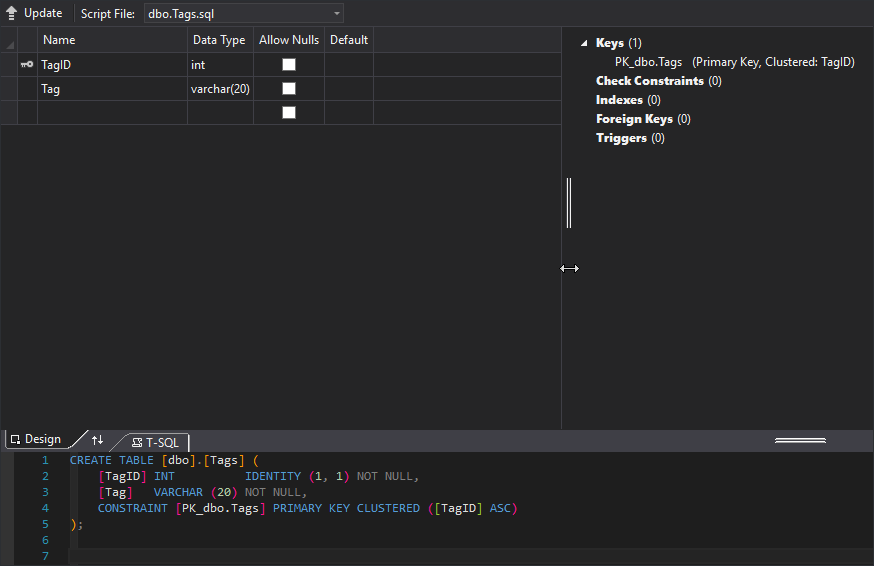 Update Script File: dbo.Tags.sql
Name Data Type Allow Nulls Default
TagID int
Tag varchar(20)
Keys (1)
PK_dbo.Tags (Primary Key, Clustered: TagID)
Check Constraints (0)
Indexes (0)
Foreign Keys (0)
Triggers (0)
Design T-SQL
1 CREATE TABLE [dbo].[Tags] (
2 [TagID] INT IDENTITY (1, 1) NOT NULL,
3 [Tag] VARCHAR (20) NOT NULL,
4 CONSTRAINT [PK_dbo.Tags] PRIMARY KEY CLUSTERED ([TagID] ASC)
5 );
6
7